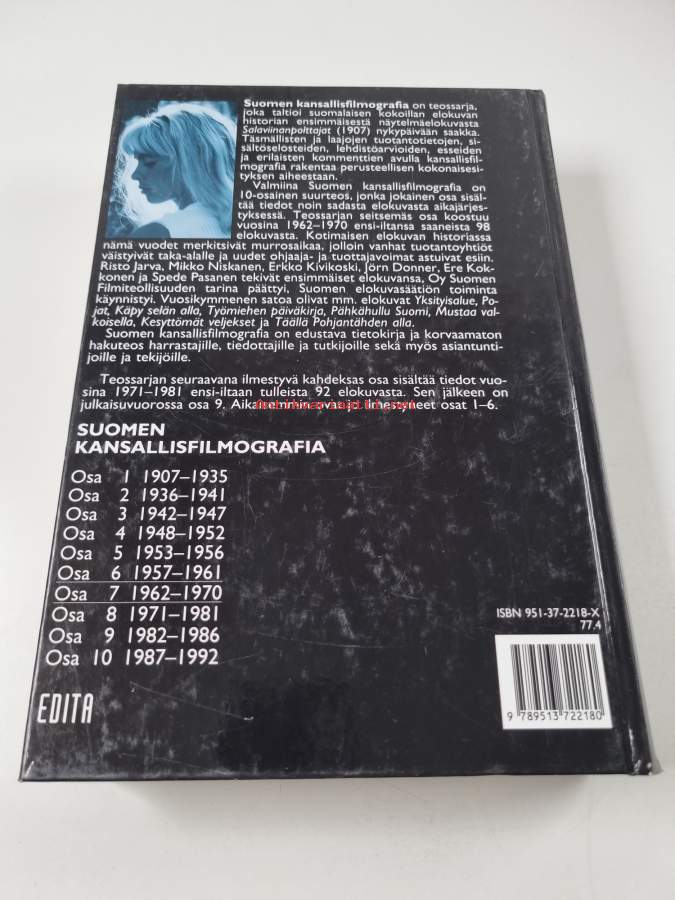 Suomen kansallisfilmografia on teossarja,
joka taltioi suomalaisen kokoillan elokuvan
historian ensimmäisestä näytelmäelokuvasta
Salaviinanpolttajat (1907) nykypäivään saakka.
Täsmällisten ja laajojen tuotantotietojen, si-
sältöselosteiden, lehdistöarvioiden, esseiden
ja erilaisten kommenttien avulla kansallisfil-
mografia rakentaa perusteellisen kokonaisesi-
tyksen aiheestaan.
Valmiina Suomen kansallisfilmografia on
10-osainen suurteos, jonka jokainen osa sisäl-
tää tiedot noin sadasta elokuvasta aikajärjes-
tyksessä. Teossarjan seitsemäs osa koostuu
vuosina 1962–1970 ensi-iltansa saaneista 98
elokuvasta. Kotimaisen elokuvan historiassa
nämä vuodet merkitsivät murrosaikaa, jolloin vanhat tuotantoyhtiöt
väistyivät taka-alalle ja uudet ohjaaja- ja tuottajavoimat astuivat esiin.
Risto Jarva, Mikko Niskanen, Erkko Kivikoski, Jörn Donner, Ere Kok-
konen ja Spede Pasanen tekivät ensimmäiset elokuvansa, Oy Suomen
Filmiteollisuuden tarina päättyi, Suomen elokuvasäätiön toiminta
käynnistyi. Vuosikymmenen satoa olivat mm. elokuvat Yksityisalue, Po-
jat, Käpy selän alla, Työmiehen päiväkirja, Pähkähullu Suomi, Mustaa val-
koisella, Kesyttömät veljekset ja Täällä Pohjantähden alla.
Suomen kansallisfilmografia on edustava tietokirja ja korvaamaton
hakuteos harrastajille, tiedottajille ja tutkijoille sekä myös asiantunti-
joille ja tekijöille.
Teossarjan seuraavana ilmestyvä kahdeksas osa sisältää tiedot vuo-
sina 1971–1981 ensi-iltaan tulleista 92 elokuvasta. Sen jälkeen on
julkaisuvuorossa osa 9. Aikaisemmin ovat ilmestyneet osat 1–6.
SUOMEN
KANSALLISFILMOGRAFIA
Osa 1 1907–1935
Osa 2 1936–1941
Osa 3 1942–1947
Osa 4 1948–1952
Osa 5 1953–1956
Osa 6 1957–1961
Osa 7 1962–1970
Osa 8 1971–1981
Osa 9 1982–1986
Osa 10 1987–1992
ISBN 951-37-2218-X
77.4
9 789513 722180
EDITA